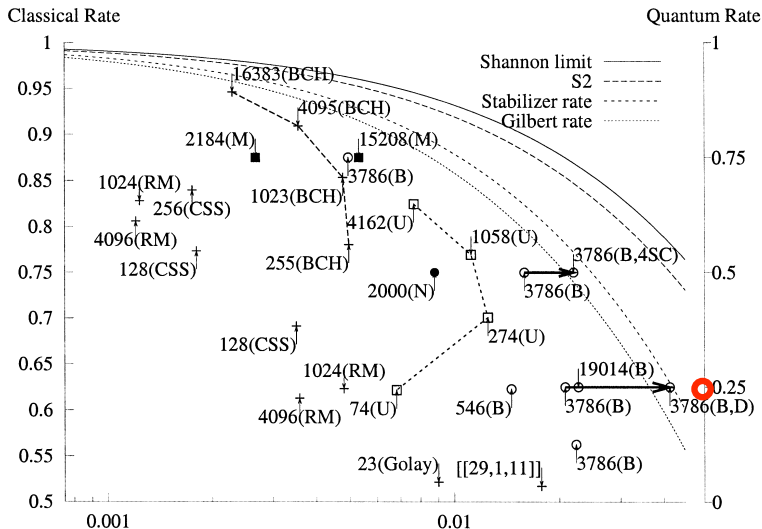 Classical Rate
Quantum Rate
1
1
16383(BCH)
Shannon limit
S2
0.95
4095(BCH)
Stabilizer rate
Gilbert rate
0.9
2184(M)
15208(M)
0.75
3786(B)
0.85
1024(RM)
1023(BCH)
256(CSS)
4162(U)
0.8
4096(RM)
1058(U)
3786(B,4SC)
128(CSS)
255(BCH)
0.75
0.5
2000(N)
3786(B)
0.7
128(CSS)
274(U)
0.65
1024(RM)
19014(B)
0.25
0.6
4096(RM)
74(U)
546(B)
3786(B)
3786(B,D)
0.55
23(Golay)
[[29,1,11]]
3786(B)
0.5
0
0.001
0.01